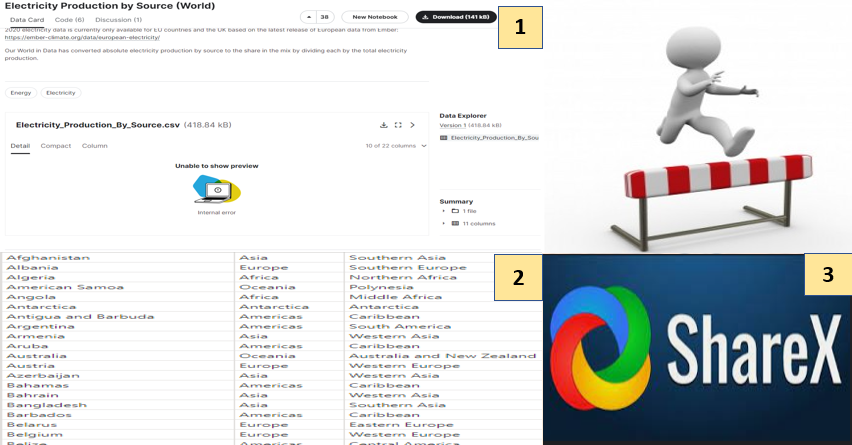 Electricity Production by Source (World)
Data Card Code (6) Discussion (1)
38 New Notebook Download (141 kB)
1
2020 electricity data is currently only available for EU countries and the UK based on the latest release of European data from Ember:
https://ember-climate.org/data/european-electricity/
Our World in Data has converted absolute electricity production by source to the share in the mix by dividing each by the total electricity
production.
Energy Electricity
Electricity_Production_By_Source.csv (418.84 kB)
Detail Compact Column 10 of 22 columns
Unable to show preview
Internal error
Data Explorer
Version 1 (418.84 kB)
Electricity_Production_By_Sou
Summary
1 file
11 columns
2
Afghanistan Asia Southern Asia
Albania Europe Southern Europe
Algeria Africa Northern Africa
American Samoa Oceania Polynesia
Angola Africa Middle Africa
Antarctica Antarctica Antarctica
Antigua and Barbuda Americas Caribbean
Argentina Americas South America
Armenia Asia Western Asia
Aruba Americas Caribbean
Australia Oceania Australia and New Zealand
Austria Europe Western Europe
Azerbaijan Asia Western Asia
Bahamas Americas Caribbean
Bahrain Asia Western Asia
Bangladesh Asia Southern Asia
Barbados Americas Caribbean
Belarus Europe Eastern Europe
Belgium Europe Western Europe
Belize Americas Central America
3
ShareX